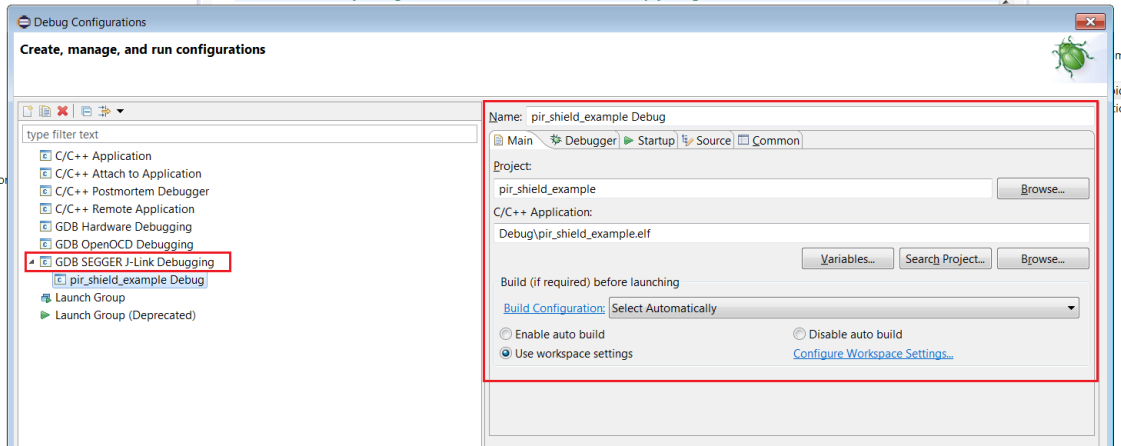 Debug Configurations
Create, manage, and run configurations
type filter text
C/C++ Application
C/C++ Attach to Application
C/C++ Postmortem Debugger
C/C++ Remote Application
GDB Hardware Debugging
GDB OpenOCD Debugging
GDB SEGGER J-Link Debugging
pir_shield_example Debug
Launch Group
Launch Group (Deprecated)
Name: pir_shield_example Debug
Main Debugger Startup Source Common
Project:
pir_shield_example Browse...
C/C++ Application:
Debug\pir_shield_example.elf
Variables... Search Project... Browse...
Build (if required) before launching
Build Configuration: Select Automatically
Enable auto build Disable auto build
Use workspace settings Configure Workspace Settings...